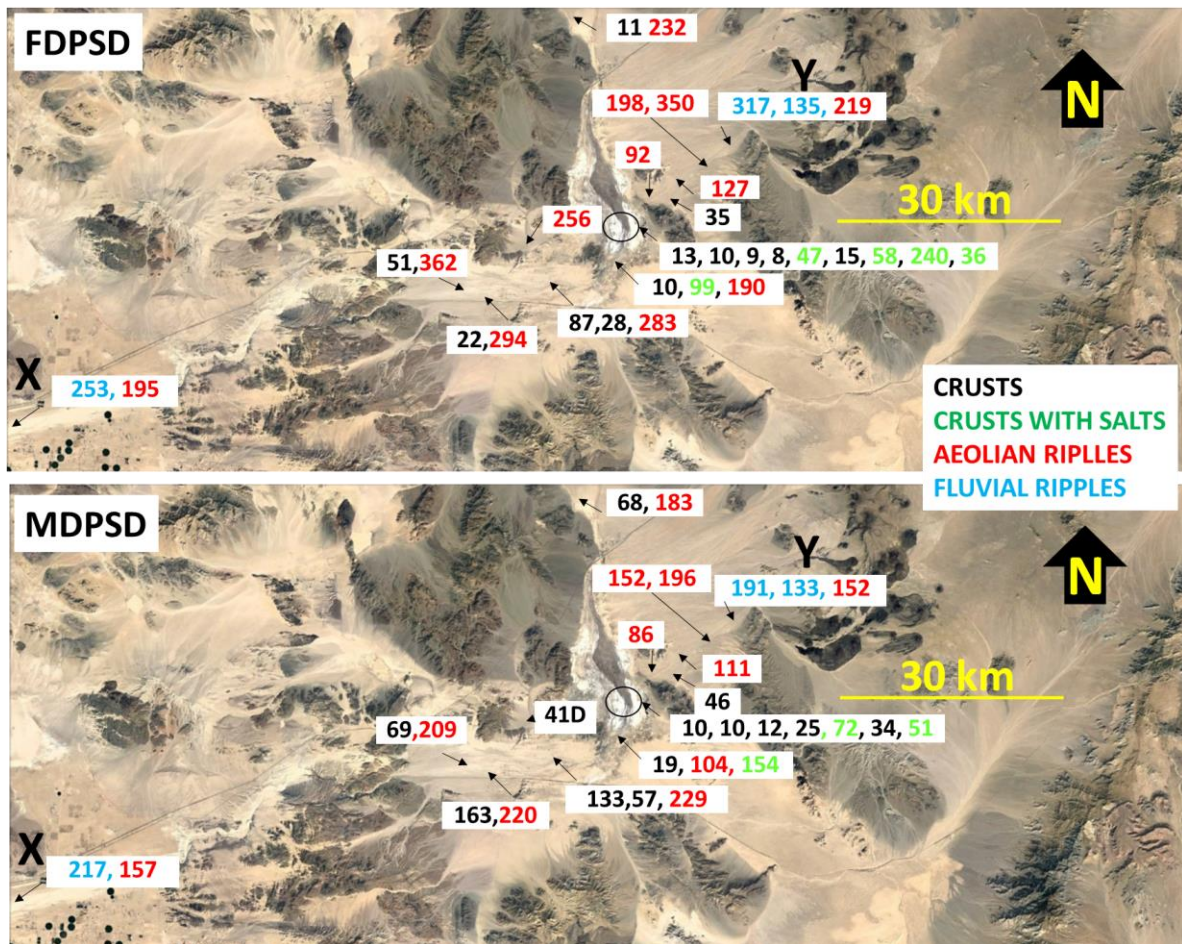 FDPSD
11 232
Y
N
198, 350
317, 135, 219
92
127
30 km
35
256
13, 10, 9, 8, 47, 15, 58, 240, 36
51,362
10, 99, 190
87,28, 283
22,294
X
253, 195
CRUSTS
CRUSTS WITH SALTS
AEOLIAN RIPLLES
FLUVIAL RIPPLES
MDPSD
68, 183
Y
N
152, 196
191, 133, 152
86
111
30 km
46
41D
10, 10, 12, 25, 72, 34, 51
69,209
19, 104, 154
133,57, 229
163,220
X
217, 157